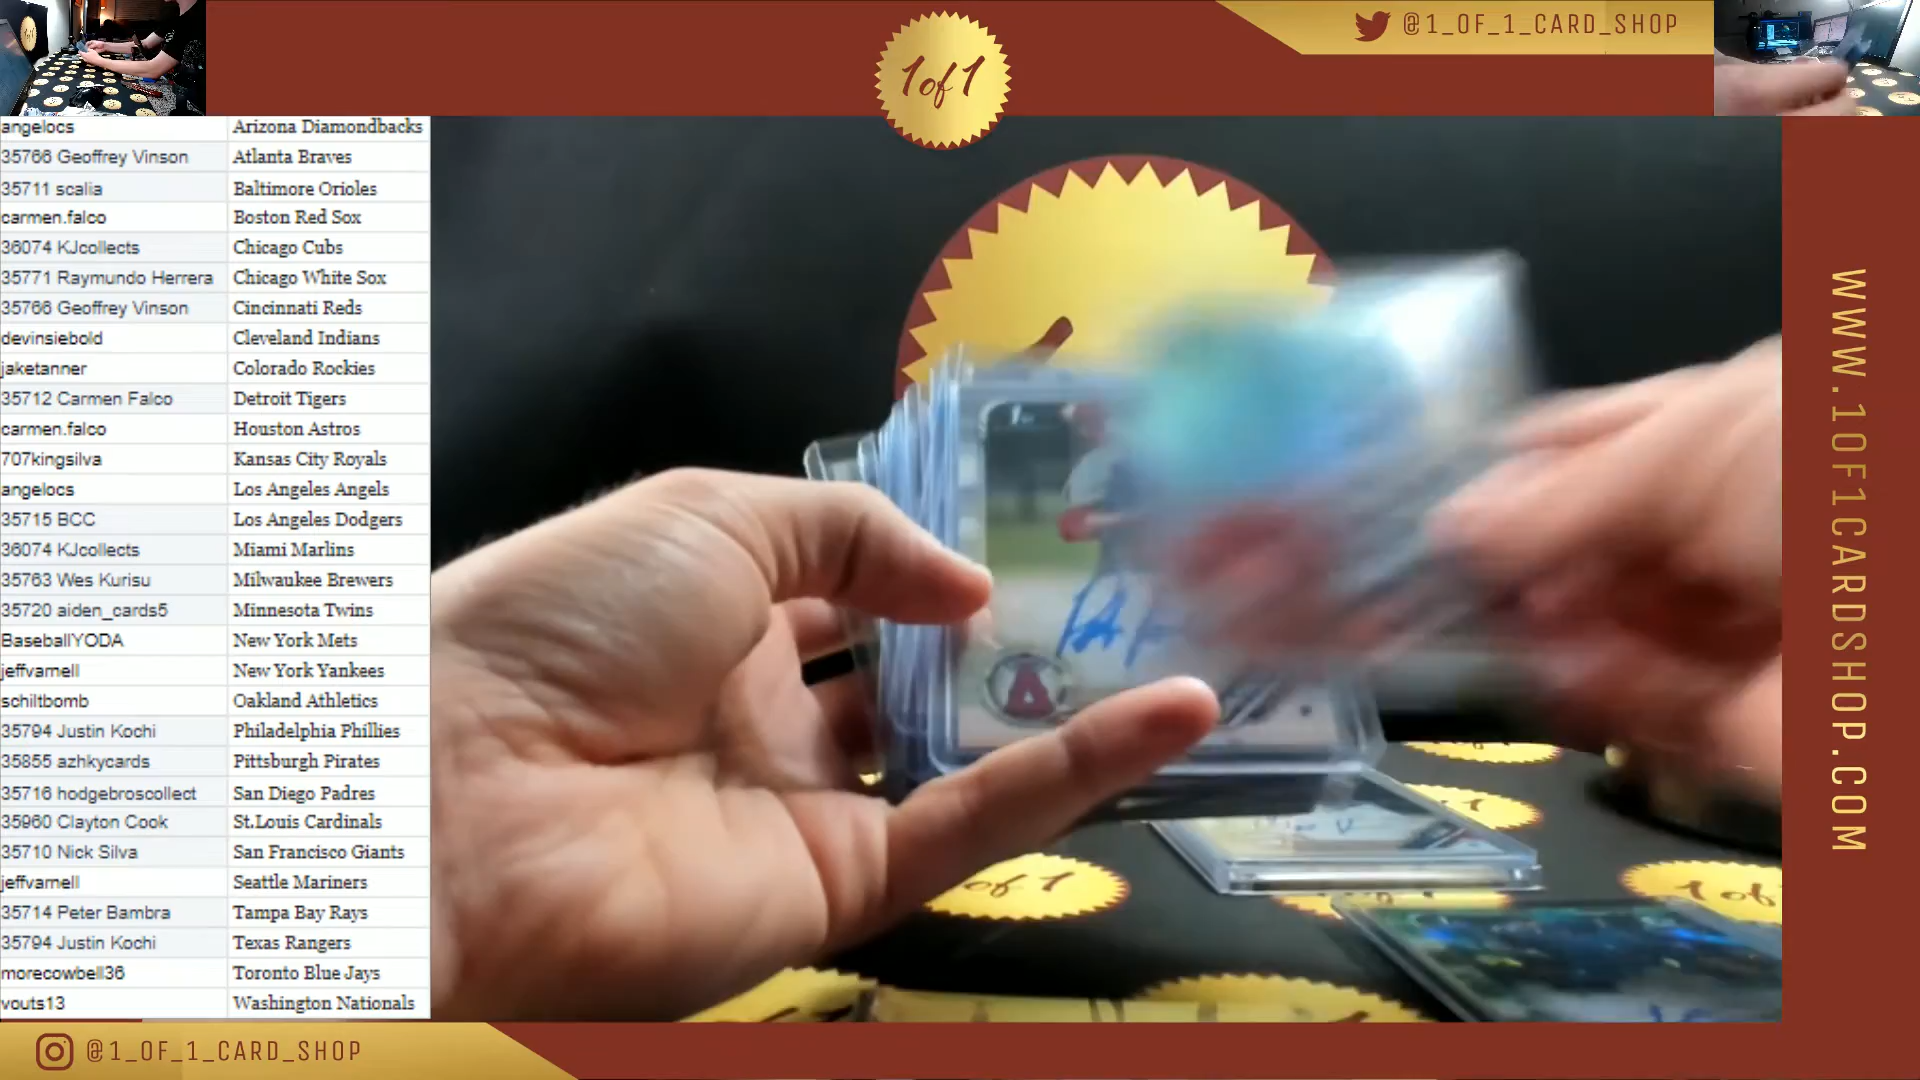 @1_OF_1_CARD_SHOP
1of1
angelocs Arizona Diamondbacks
35766 Geoffrey Vinson Atlanta Braves
35711 scalia Baltimore Orioles
carmen.falco Boston Red Sox
36074 KJcollects Chicago Cubs
35771 Raymundo Herrera Chicago White Sox
35766 Geoffrey Vinson Cincinnati Reds
devinsiebold Cleveland Indians
jaketanner Colorado Rockies
35712 Carmen Falco Detroit Tigers
carmen.falco Houston Astros
707kingsilva Kansas City Royals
angelocs Los Angeles Angels
35715 BCC Los Angeles Dodgers
36074 KJcollects Miami Marlins
35763 Wes Kurisu Milwaukee Brewers
35720 aiden_cards5 Minnesota Twins
BaseballYODA New York Mets
jeffvarnell New York Yankees
schiltbomb Oakland Athletics
35794 Justin Kochi Philadelphia Phillies
35855 azhkycards Pittsburgh Pirates
35716 hodgebroscollect San Diego Padres
35960 Clayton Cook St.Louis Cardinals
35710 Nick Silva San Francisco Giants
jeffvarnell Seattle Mariners
35714 Peter Bambra Tampa Bay Rays
35794 Justin Kochi Texas Rangers
morecowbell36 Toronto Blue Jays
vouts13 Washington Nationals
of 1
1 of
WWW.1OF1CARDSHOP.COM
@1_OF_1_CARD_SHOP